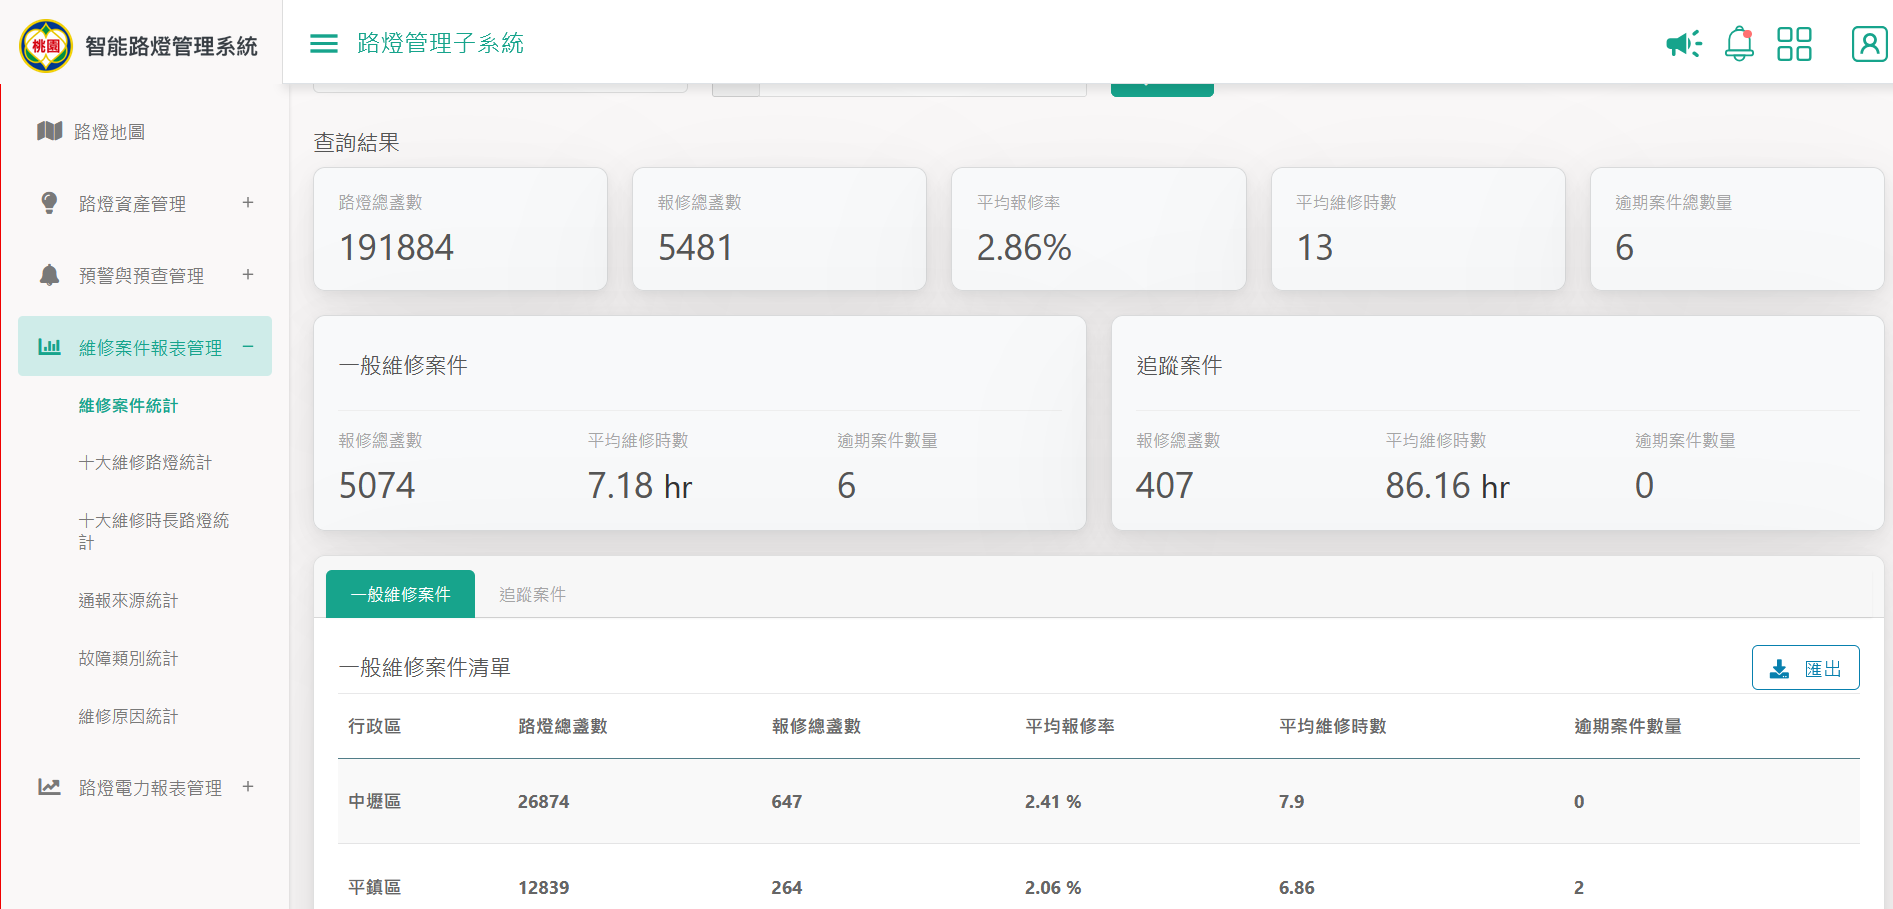 桃園
智能路燈管理系統
路燈管理子系統
路燈地圖
路燈資產管理 +
預警與預查管理 +
維修案件報表管理 −
維修案件統計
十大維修路燈統計
十大維修時長路燈統
計
通報來源統計
故障類別統計
維修原因統計
路燈電力報表管理 +
查詢結果
路燈總盞數
191884
報修總盞數
5481
平均報修率
2.86%
平均維修時數
13
逾期案件總數量
6
一般維修案件
報修總盞數 平均維修時數 逾期案件數量
5074 7.18 hr 6
追蹤案件
報修總盞數 平均維修時數 逾期案件數量
407 86.16 hr 0
一般維修案件 追蹤案件
一般維修案件清單
匯出
行政區 路燈總盞數 報修總盞數 平均報修率 平均維修時數 逾期案件數量
中壢區 26874 647 2.41 % 7.9 0
平鎮區 12839 264 2.06 % 6.86 2